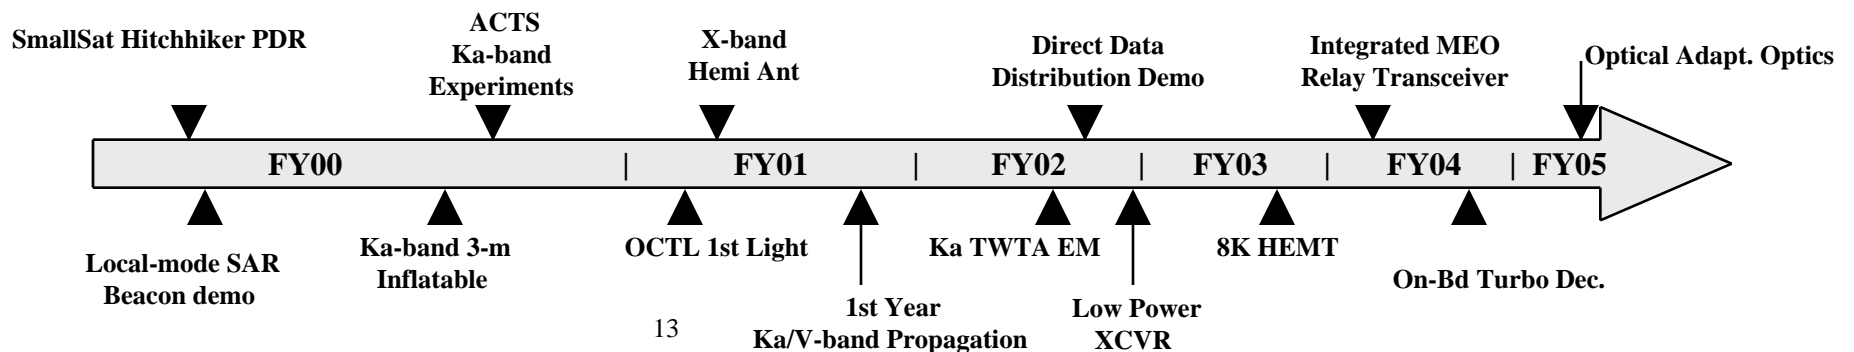 SmallSat Hitchhiker PDR
ACTS
Ka-band
Experiments
X-band
Hemi Ant
Direct Data
Distribution Demo
Integrated MEO
Relay Transceiver
Optical Adapt. Optics
FY00 | FY01 | FY02 | FY03 | FY04 | FY05
Local-mode SAR
Beacon demo
Ka-band 3-m
Inflatable
OCTL 1st Light
1st Year
Ka/V-band Propagation
Ka TWTA EM
Low Power
XCVR
8K HEMT
On-Bd Turbo Dec.
13